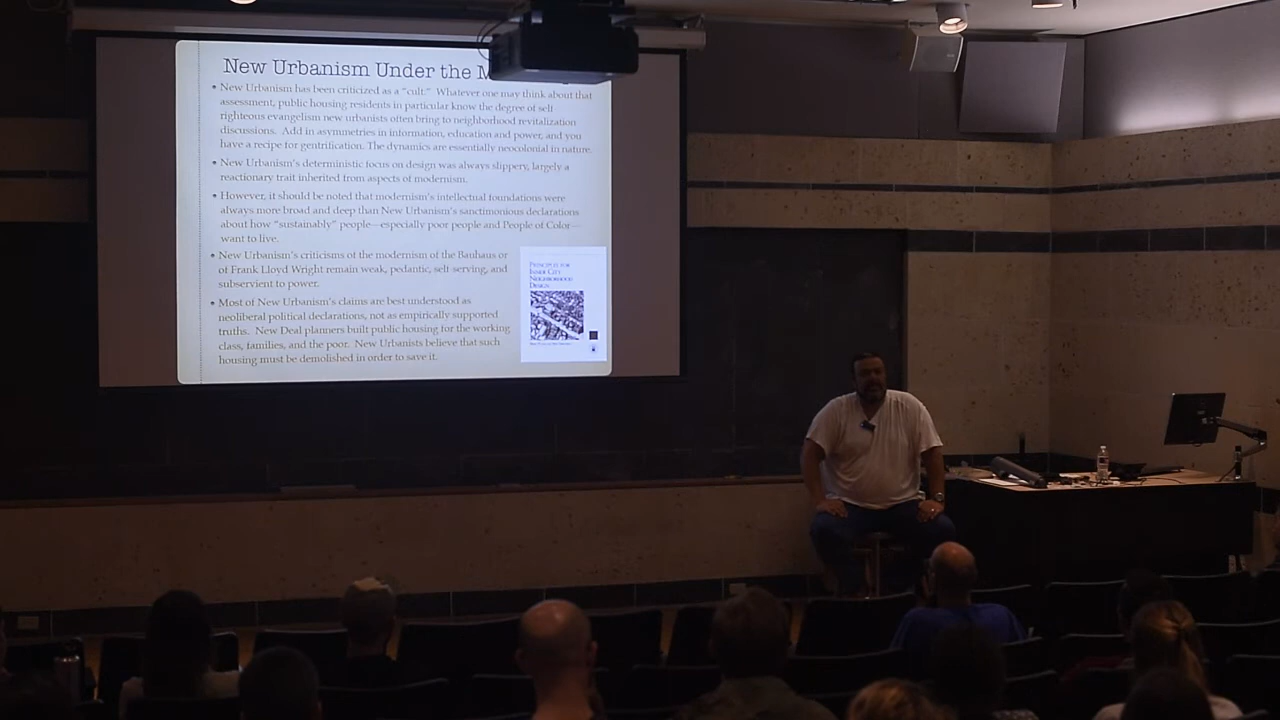 New Urbanism Under the M
• New Urbanism has been criticized as a "cult." Whatever one may think about that
assessment, public housing residents in particular know the degree of self
righteous evangelism new urbanists often bring to neighborhood revitalization
discussions. Add in asymmetries in information, education and power, and you
have a recipe for gentrification. The dynamics are essentially neocolonial in nature.
• New Urbanism's deterministic focus on design was always slippery, largely a
reactionary trait inherited from aspects of modernism.
• However, it should be noted that modernism's intellectual foundations were
always more broad and deep than New Urbanism's sanctimonious declarations
about how "sustainably" people—especially poor people and People of Color—
want to live.
• New Urbanism's criticisms of the modernism of the Bauhaus or
of Frank Lloyd Wright remain weak, pedantic, self serving, and
subservient to power.
• Most of New Urbanism's claims are best understood as
neoliberal political declarations, not as empirically supported
truths. New Deal planners built public housing for the working
class, families, and the poor. New Urbanists believe that such
housing must be demolished in order to save it.
PRINCIPLES FOR
INNER CITY
NEIGHBORHOOD
DESIGN